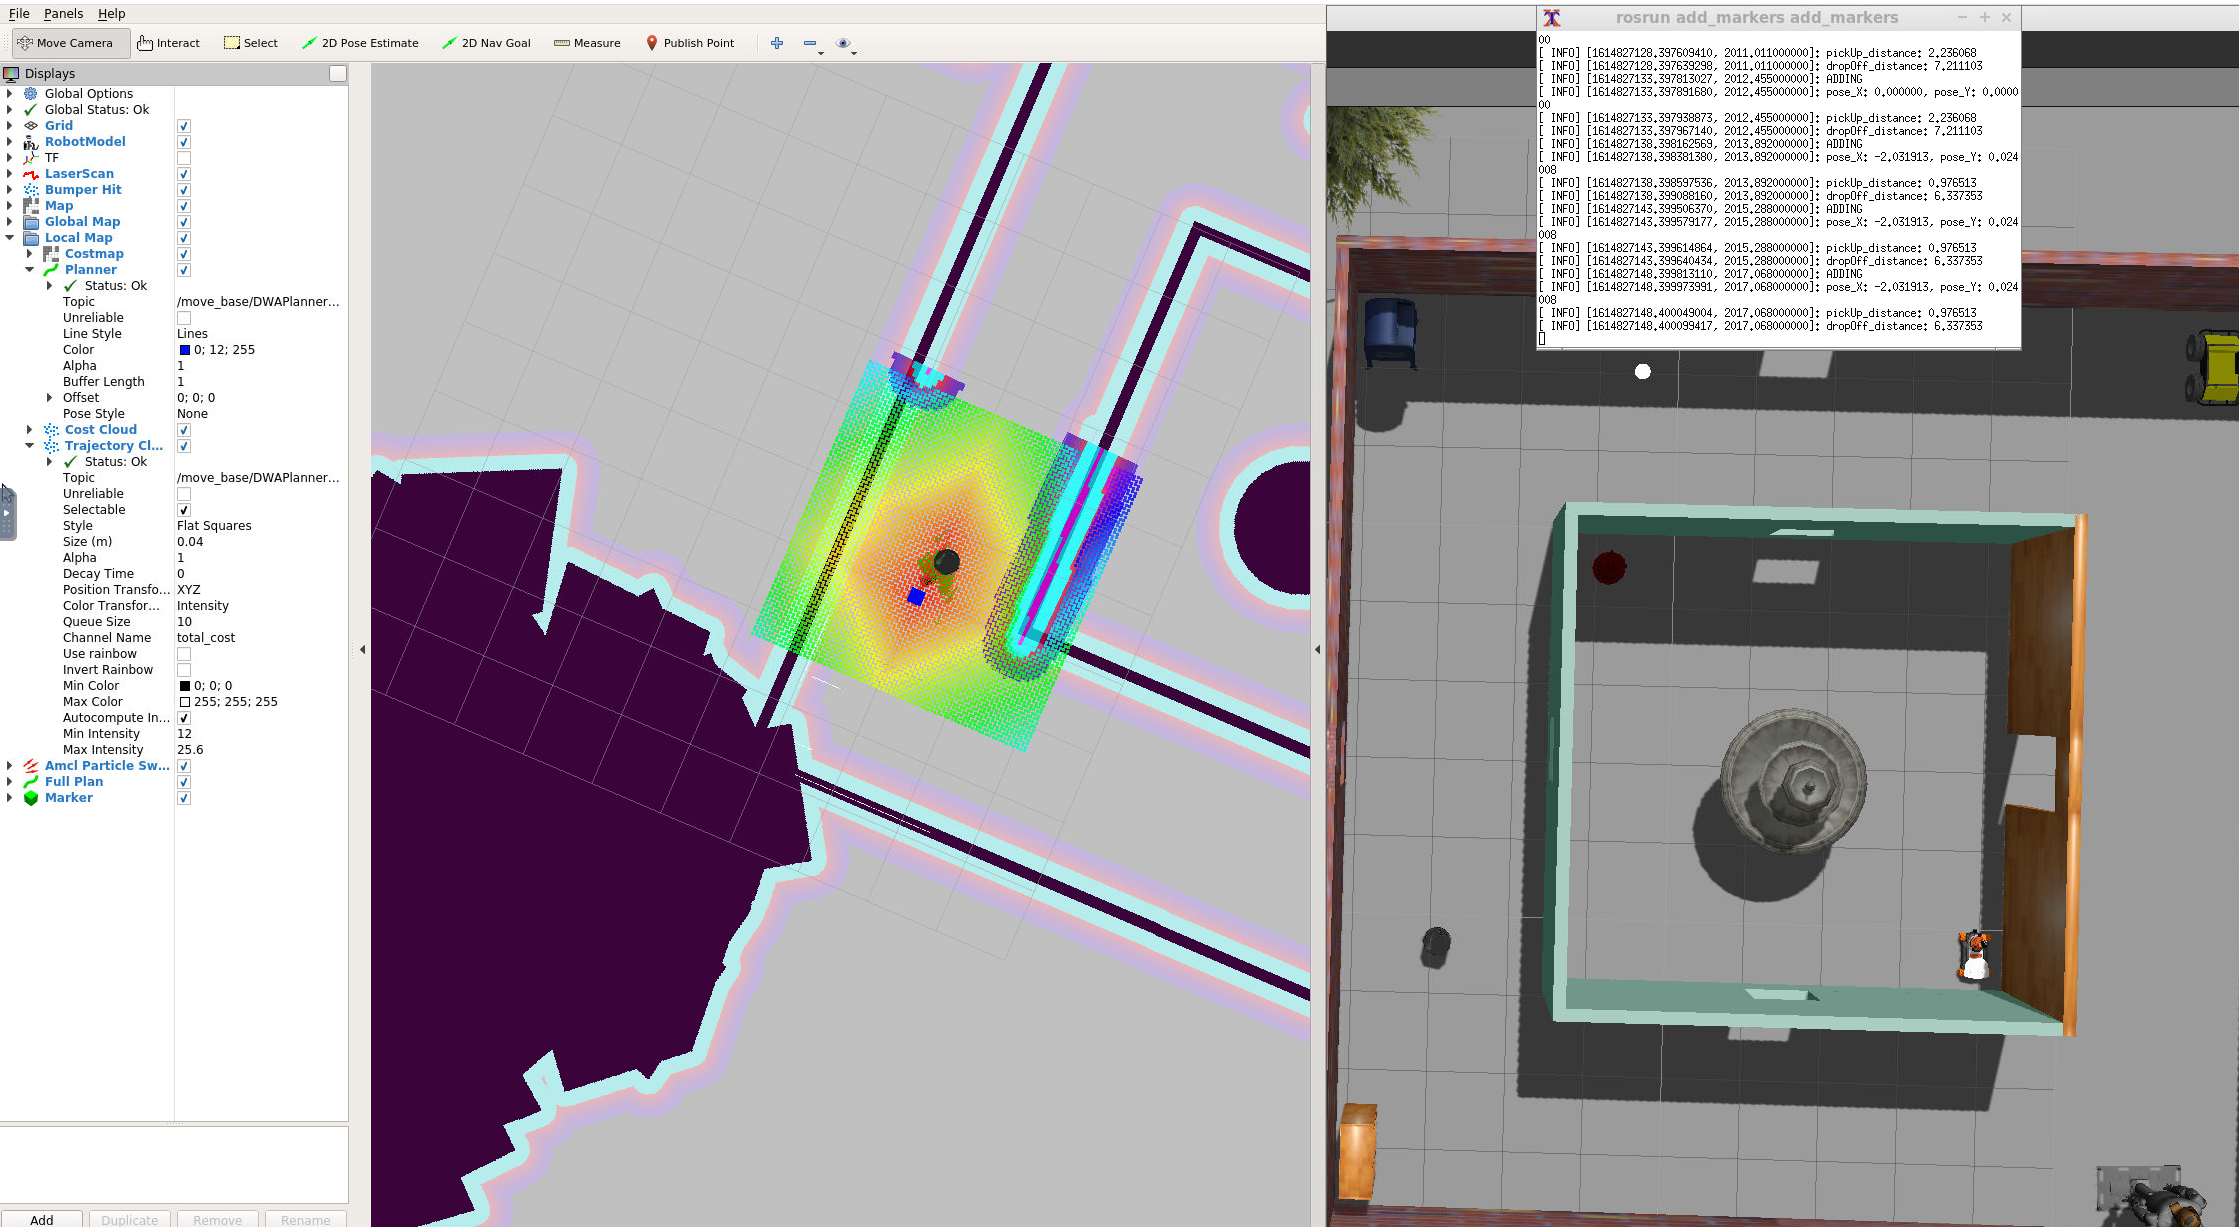 File Panels Help
Move Camera Interact Select 2D Pose Estimate 2D Nav Goal Measure Publish Point
Displays
Global Options
Global Status: Ok
Grid
RobotModel
TF
LaserScan
Bumper Hit
Map
Global Map
Local Map
Costmap
Planner
Status: Ok
Topic /move_base/DWAPlanner...
Unreliable
Line Style Lines
Color 0; 12; 255
Alpha 1
Buffer Length 1
Offset 0; 0; 0
Pose Style None
Cost Cloud
Trajectory Cl...
Status: Ok
Topic /move_base/DWAPlanner...
Unreliable
Selectable
Style Flat Squares
Size (m) 0.04
Alpha 1
Decay Time 0
Position Transfo... XYZ
Color Transfor... Intensity
Queue Size 10
Channel Name total_cost
Use rainbow
Invert Rainbow
Min Color 0; 0; 0
Max Color 255; 255; 255
Autocompute In...
Min Intensity 12
Max Intensity 25.6
Amcl Particle Sw...
Full Plan
Marker
Add Duplicate Remove Rename
rosrun add_markers add_markers
00
[ INFO] [1614827128.397609410, 2011.011000000]: pickUp_distance: 2.236068
[ INFO] [1614827128.397639298, 2011.011000000]: dropOff_distance: 7.211103
[ INFO] [1614827133.397813027, 2012.455000000]: ADDING
[ INFO] [1614827133.397891680, 2012.455000000]: pose_X: 0.000000, pose_Y: 0.0000
00
[ INFO] [1614827133.397938873, 2012.455000000]: pickUp_distance: 2.236068
[ INFO] [1614827133.397967140, 2012.455000000]: dropOff_distance: 7.211103
[ INFO] [1614827138.398162569, 2013.892000000]: ADDING
[ INFO] [1614827138.398381380, 2013.892000000]: pose_X: -2.031913, pose_Y: 0.024
008
[ INFO] [1614827138.398597536, 2013.892000000]: pickUp_distance: 0.976513
[ INFO] [1614827138.399088160, 2013.892000000]: dropOff_distance: 6.337353
[ INFO] [1614827143.399506370, 2015.288000000]: ADDING
[ INFO] [1614827143.399579177, 2015.288000000]: pose_X: -2.031913, pose_Y: 0.024
008
[ INFO] [1614827143.399614864, 2015.288000000]: pickUp_distance: 0.976513
[ INFO] [1614827143.399640434, 2015.288000000]: dropOff_distance: 6.337353
[ INFO] [1614827148.399813110, 2017.068000000]: ADDING
[ INFO] [1614827148.399973991, 2017.068000000]: pose_X: -2.031913, pose_Y: 0.024
008
[ INFO] [1614827148.400049004, 2017.068000000]: pickUp_distance: 0.976513
[ INFO] [1614827148.400099417, 2017.068000000]: dropOff_distance: 6.337353